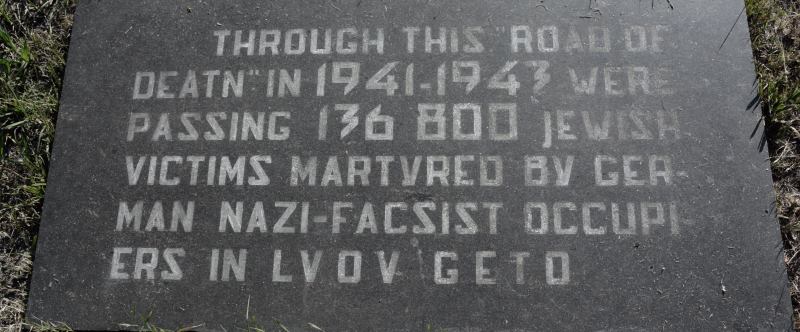 THROUGH THIS "ROAD OF
DEATN" IN 1941-1943 WERE
PASSING 136 800 JEWISH
VICTIMS MARTVRED BV GER-
MAN NAZI-FACSIST OCCUPI-
ERS IN LVOV GETO